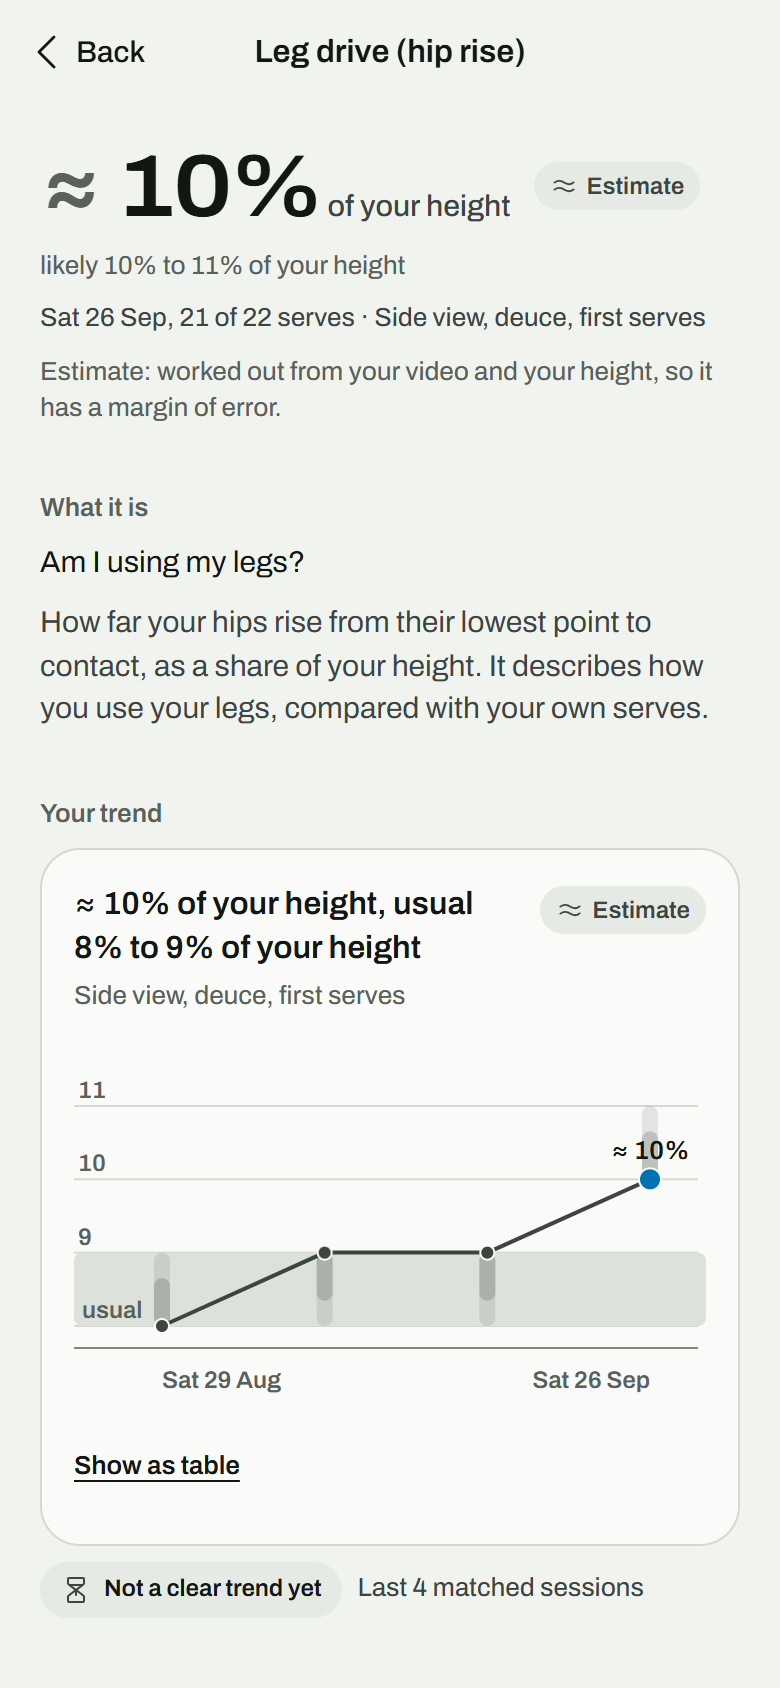 Back
Leg drive (hip rise)
≈ 10% of your height
Estimate
likely 10% to 11% of your height
Sat 26 Sep, 21 of 22 serves · Side view, deuce, first serves
Estimate: worked out from your video and your height, so it
has a margin of error.
What it is
Am I using my legs?
How far your hips rise from their lowest point to
contact, as a share of your height. It describes how
you use your legs, compared with your own serves.
Your trend
≈ 10% of your height, usual
8% to 9% of your height
Estimate
Side view, deuce, first serves
11
≈ 10%
10
9
usual
Sat 29 Aug
Sat 26 Sep
Show as table
Not a clear trend yet
Last 4 matched sessions